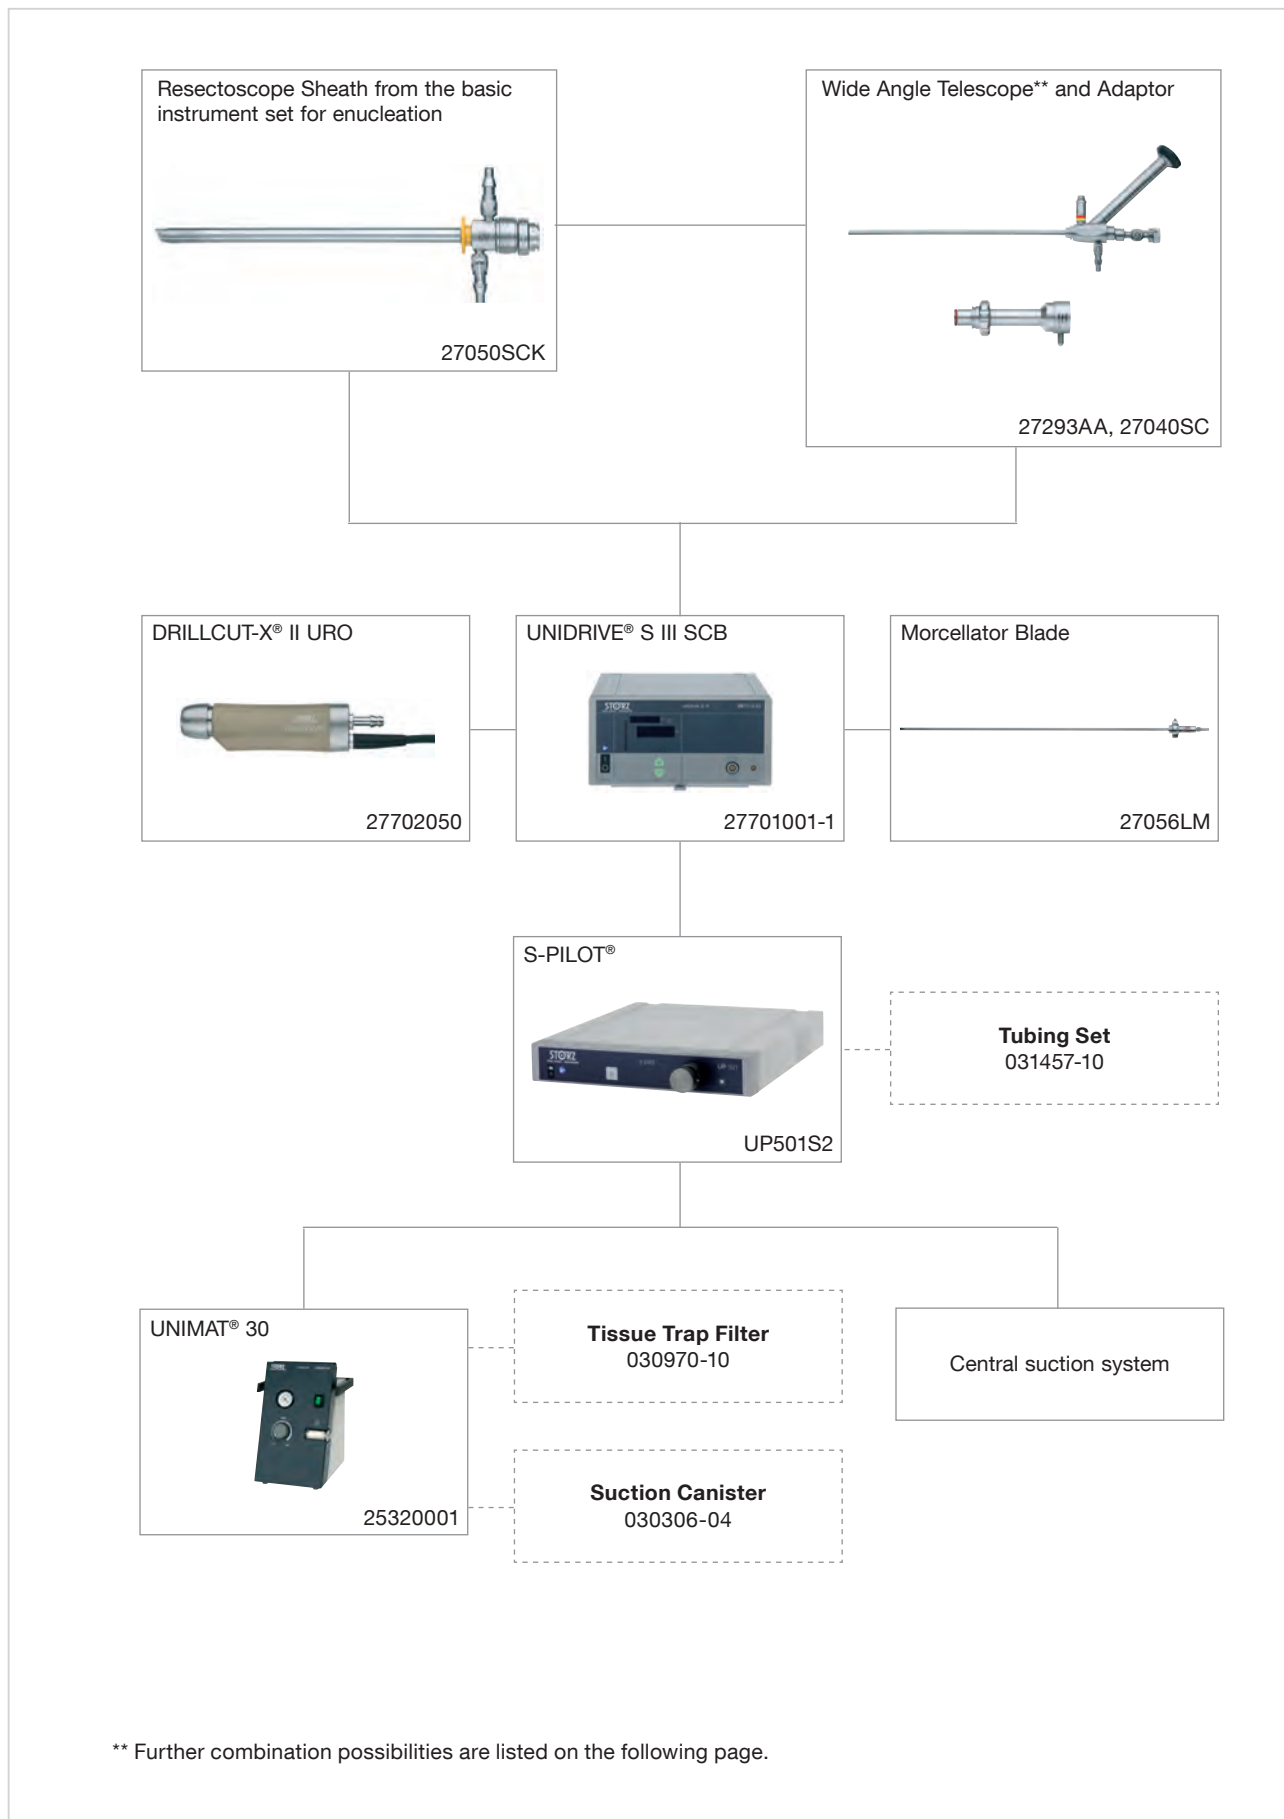 Resectoscope Sheath from the basic
instrument set for enucleation
27050SCK
Wide Angle Telescope** and Adaptor
27293AA, 27040SC
DRILLCUT-X® II URO
27702050
UNIDRIVE® S III SCB
STORZ
27701001-1
Morcellator Blade
27056LM
S-PILOT®
STORZ
UP501S2
Tubing Set
031457-10
UNIMAT® 30
25320001
Tissue Trap Filter
030970-10
Suction Canister
030306-04
Central suction system
** Further combination possibilities are listed on the following page.